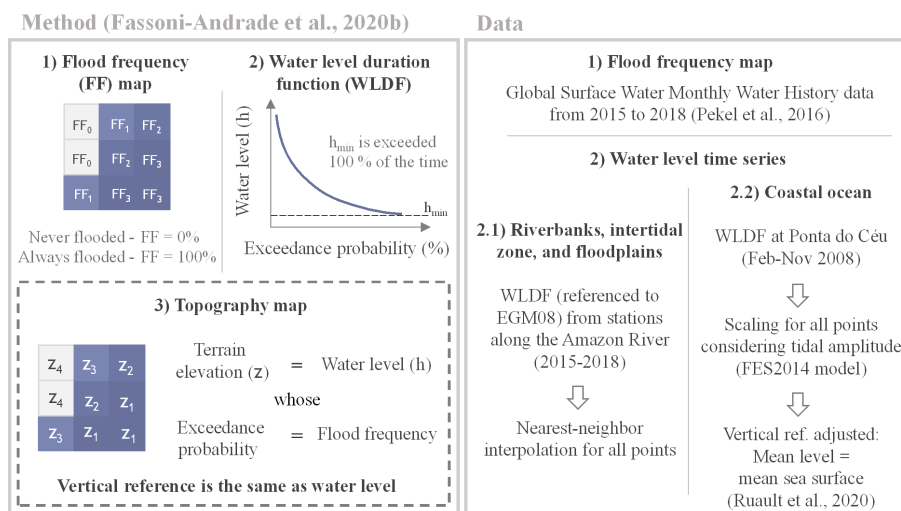 Method (Fassoni-Andrade et al., 2020b)
1) Flood frequency
(FF) map
FF0 FF1 FF2
FF0 FF2 FF3
FF1 FF3 FF3
Never flooded - FF = 0%
Always flooded - FF = 100%
2) Water level duration
function (WLDF)
Water level (h)
hmin is exceeded
100 % of the time
hmin
Exceedance probability (%)
3) Topography map
z4 z3 z2
z4 z2 z1
z3 z1 z1
Terrain
elevation (z) = Water level (h)
whose
Exceedance
probability = Flood frequency
Vertical reference is the same as water level
Data
1) Flood frequency map
Global Surface Water Monthly Water History data
from 2015 to 2018 (Pekel et al., 2016)
2) Water level time series
2.1) Riverbanks, intertidal
zone, and floodplains
WLDF (referenced to
EGM08) from stations
along the Amazon River
(2015-2018)
Nearest-neighbor
interpolation for all points
2.2) Coastal ocean
WLDF at Ponta do Céu
(Feb-Nov 2008)
Scaling for all points
considering tidal amplitude
(FES2014 model)
Vertical ref. adjusted:
Mean level =
mean sea surface
(Ruault et al., 2020)